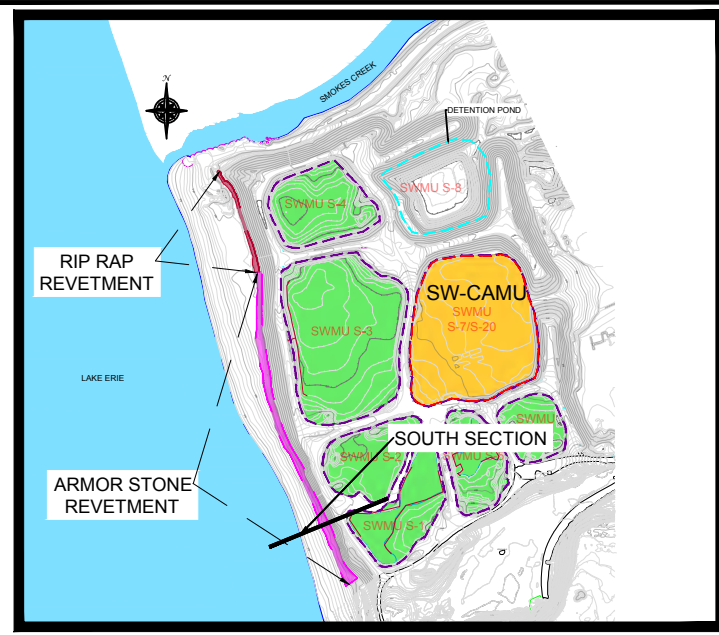 N
SMOKES CREEK
DETENTION POND
SWMU S-8
SWMU S-4
RIP RAP
REVETMENT
SW-CAMU
SWMU
S-7/S-20
SWMU S-3
LAKE ERIE
SWMU
SOUTH SECTION
SWMU S-2
ARMOR STONE
REVETMENT
SWMU S-1